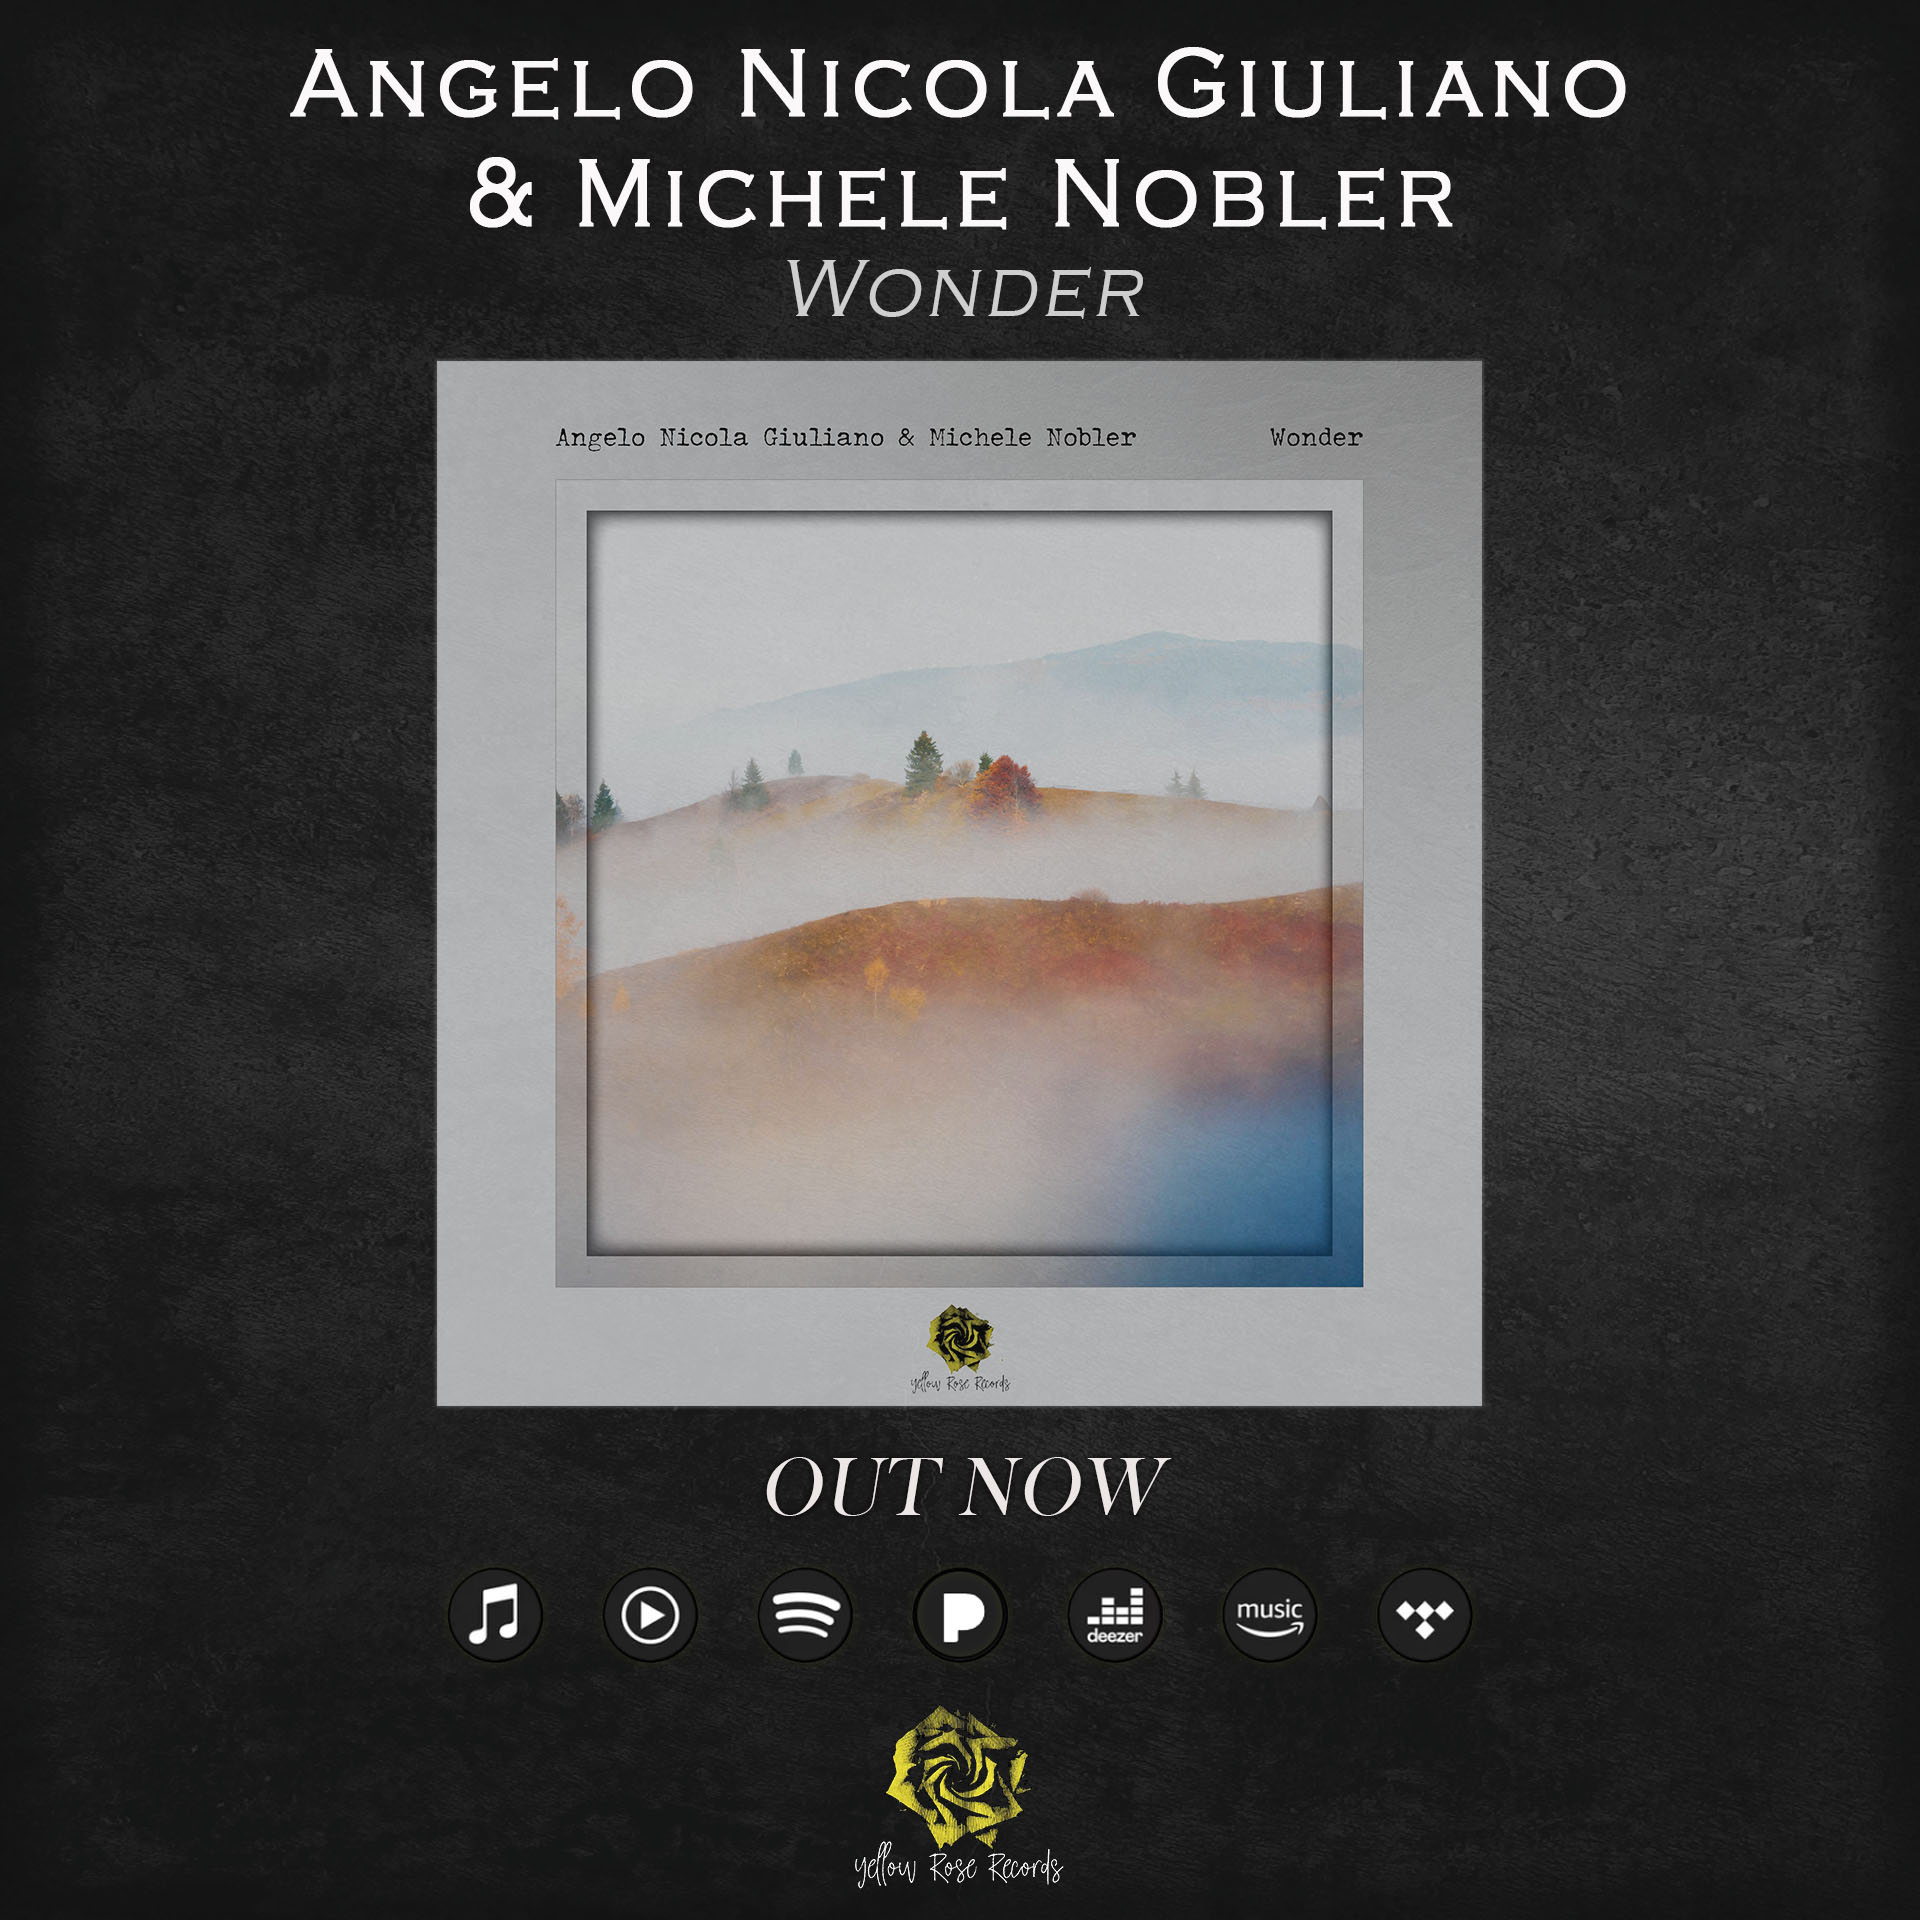 ANGELO NICOLA GIULIANO
& MICHELE NOBLER
WONDER
Angelo Nicola Giuliano & Michele Nobler Wonder
Yellow Rose Records
OUT NOW
deezer
music
Yellow Rose Records